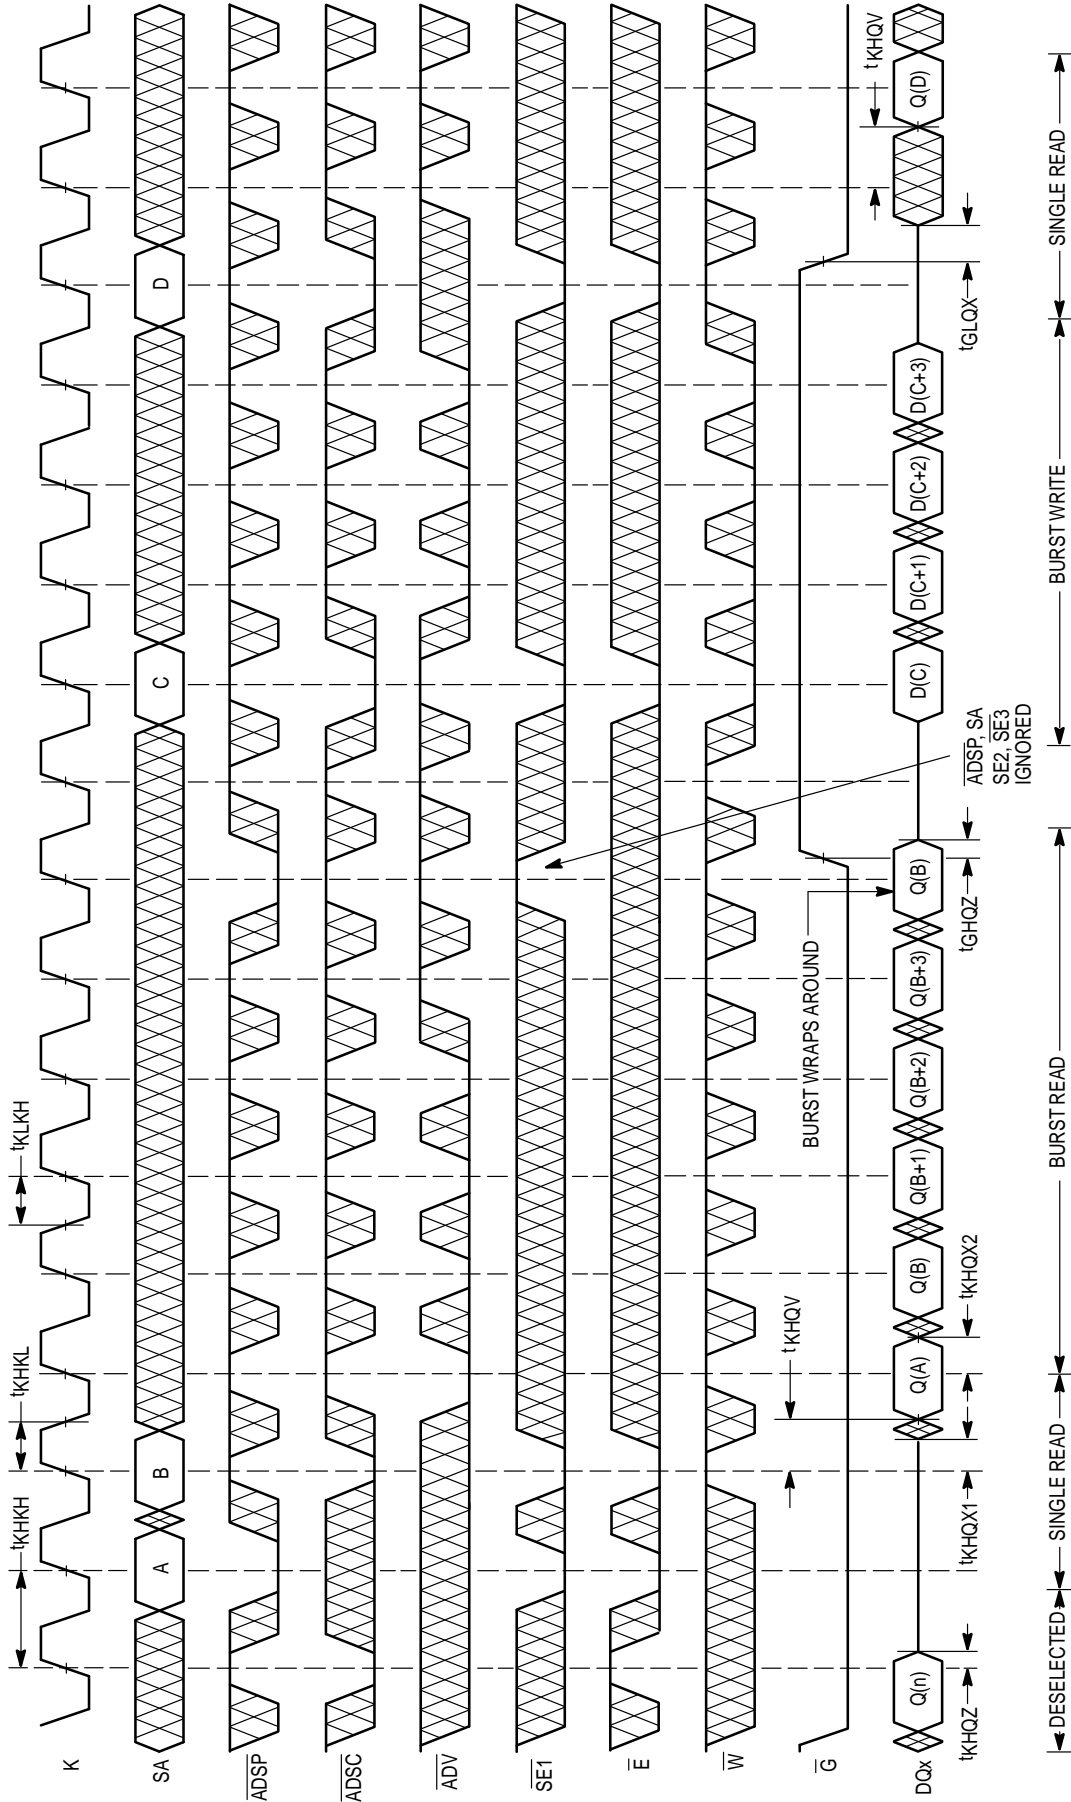 tKHKH
tKHKL
tKLKH
K
SA
A
B
C
D
ADSP
ADSC
ADV
SE1
E
W
G
tKHQV
BURST WRAPS AROUND
ADSP, SA
SE2, SE3
IGNORED
tKHQV
DQx
Q(n)
Q(A)
Q(B)
Q(B+1)
Q(B+2)
Q(B+3)
Q(B)
D(C)
D(C+1)
D(C+2)
D(C+3)
Q(D)
tKHQZ
tKHQX1
tKHQX2
tGHQZ
tGLQX
DESELECTED
SINGLE READ
BURST READ
BURST WRITE
SINGLE READ